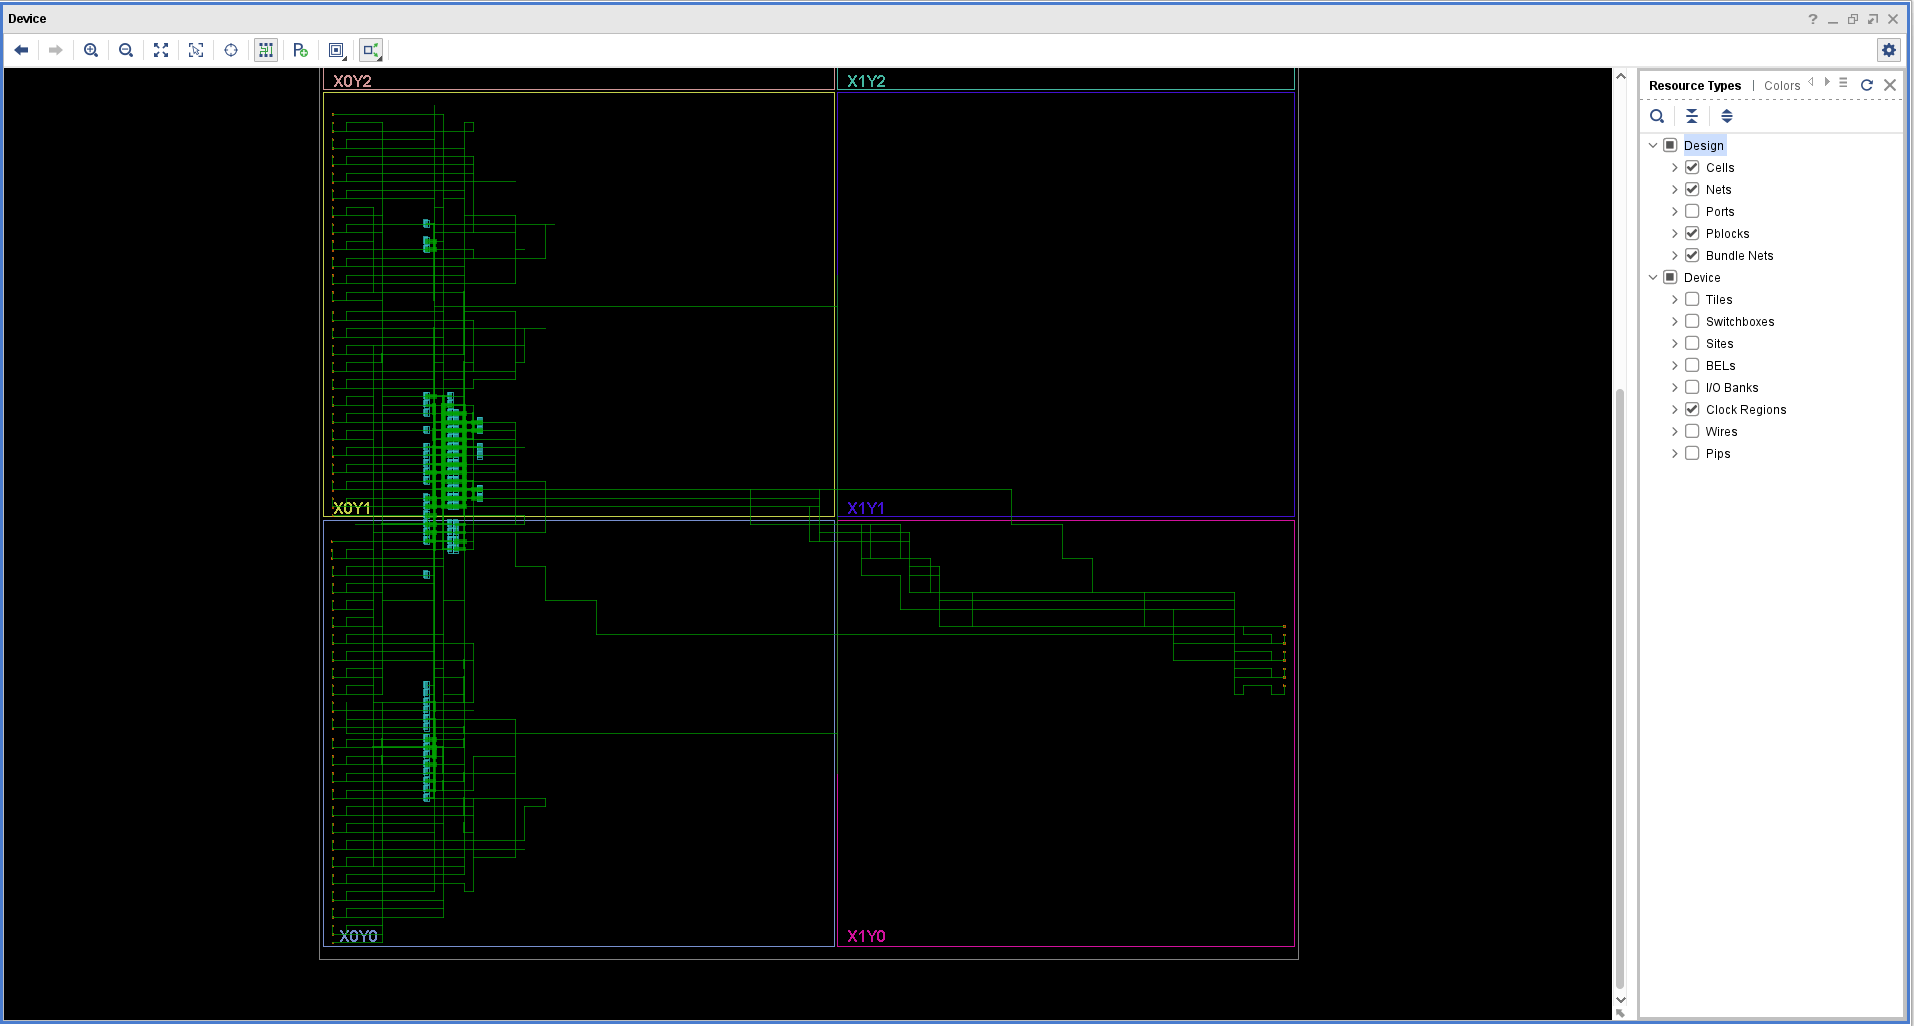 Device
X0Y2
X1Y2
X0Y1
X1Y1
X0Y0
X1Y0
Resource Types | Colors
Design
Cells
Nets
Ports
Pblocks
Bundle Nets
Device
Tiles
Switchboxes
Sites
BELs
I/O Banks
Clock Regions
Wires
Pips